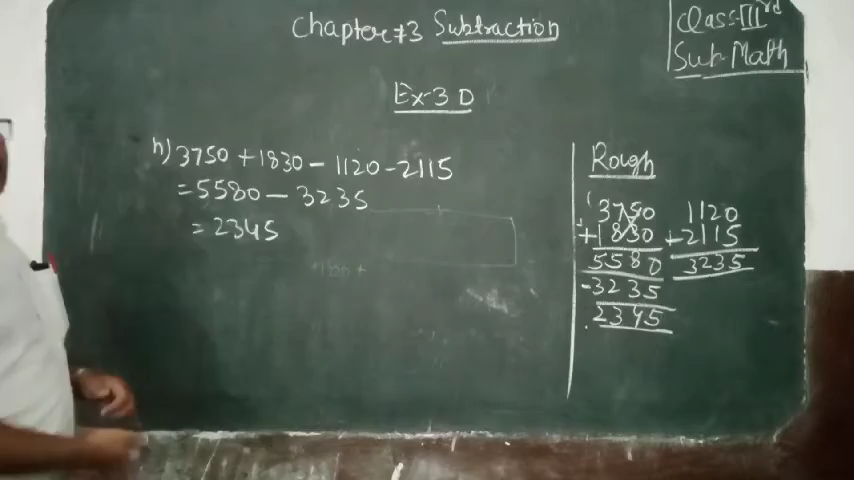 Chapter#3 Subtraction
Class-III rd
Sub-Math
Ex-3 D
h) 3750 + 1830 - 1120 - 2115
= 5580 - 3235
= 2345
Rough
3750
+1830
5580
-3235
2345
1120
+2115
3235